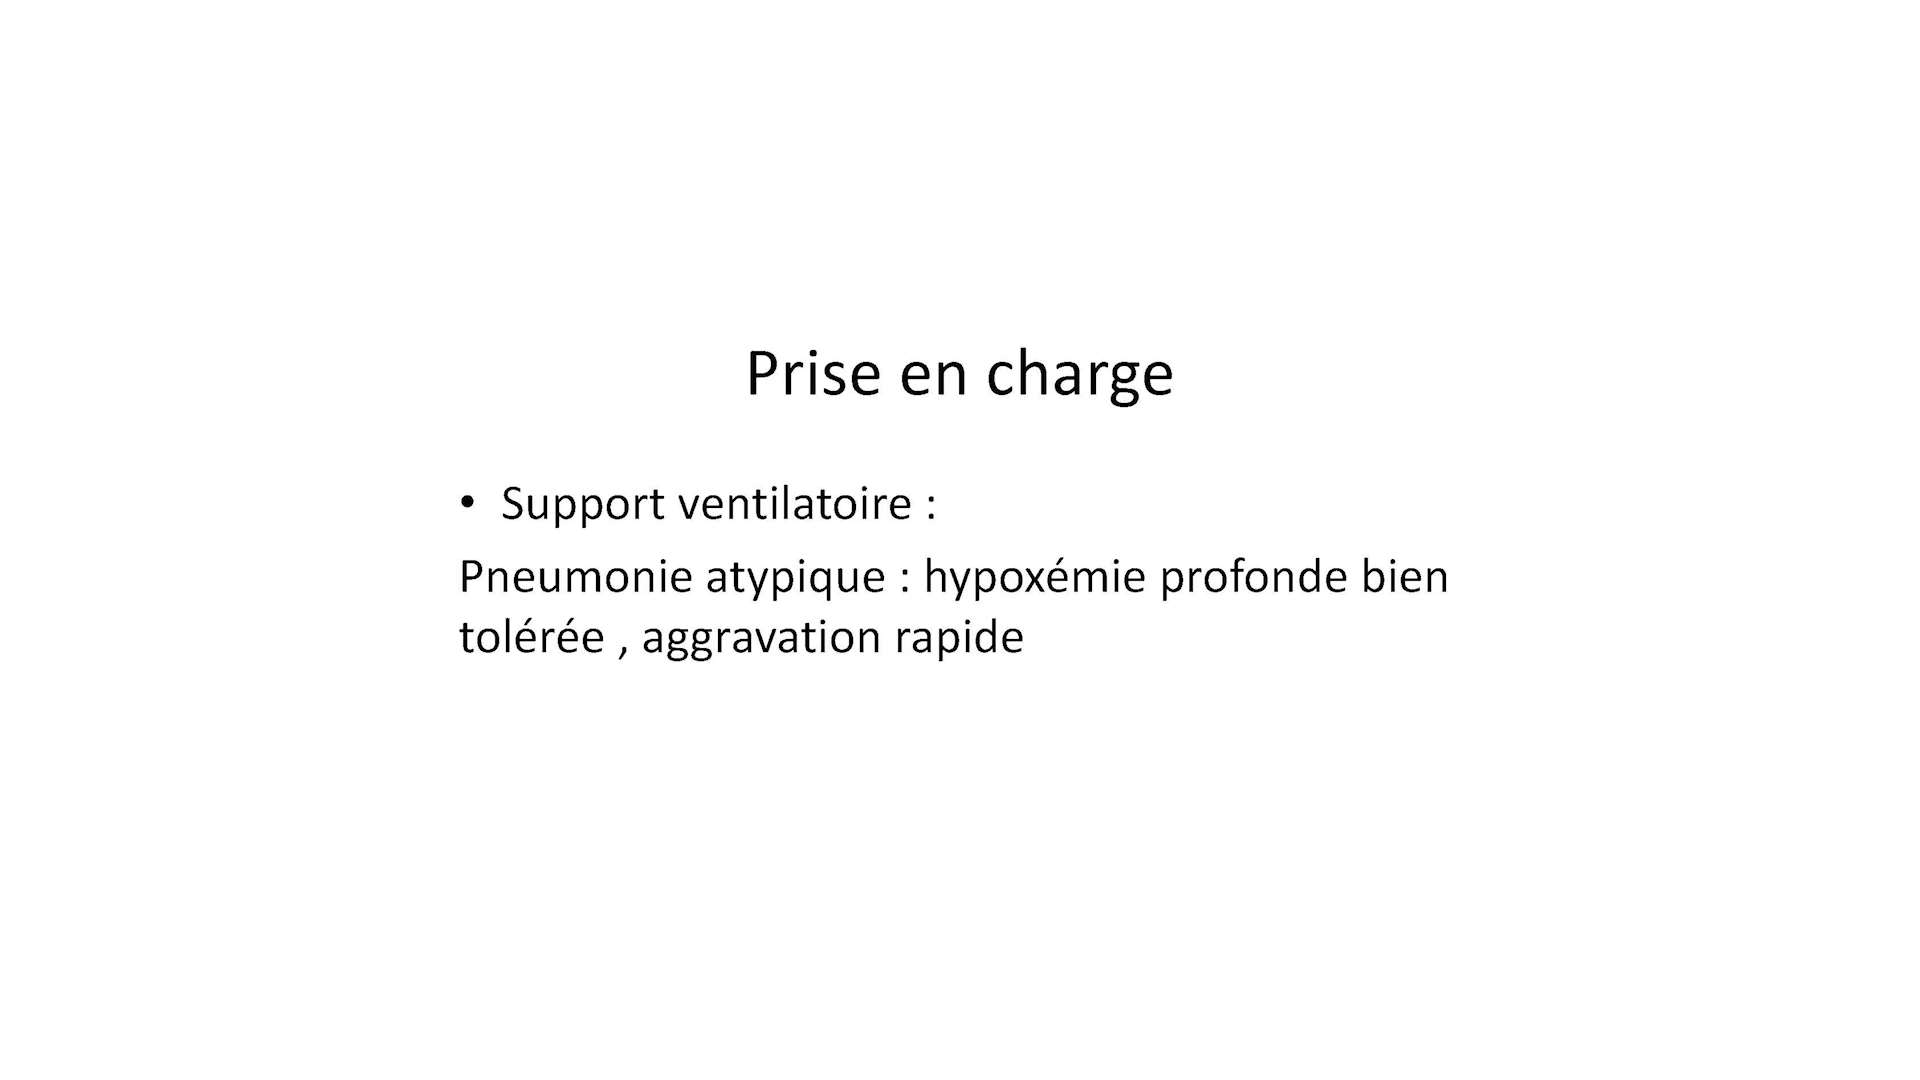 Prise en charge
• Support ventilatoire :
Pneumonie atypique : hypoxémie profonde bien
tolérée , aggravation rapide